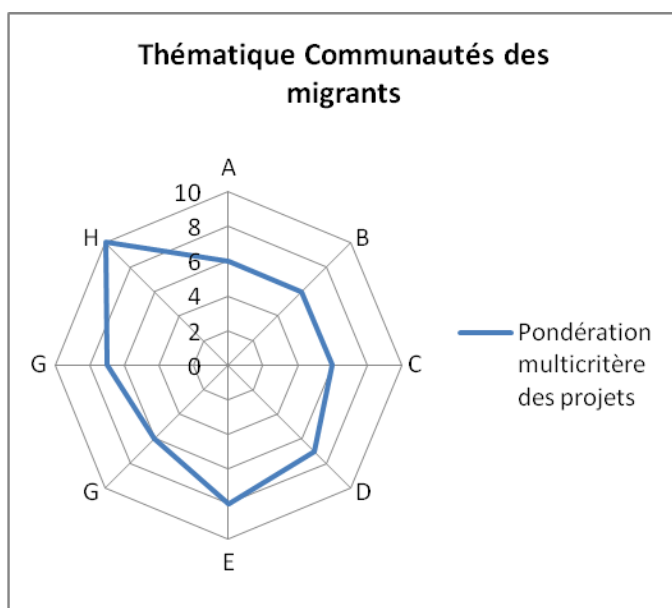 Thématique Communautés des
migrants
A
10
H
B
8
6
4
2
G
0
C
G
D
E
Pondération
multicritère
des projets